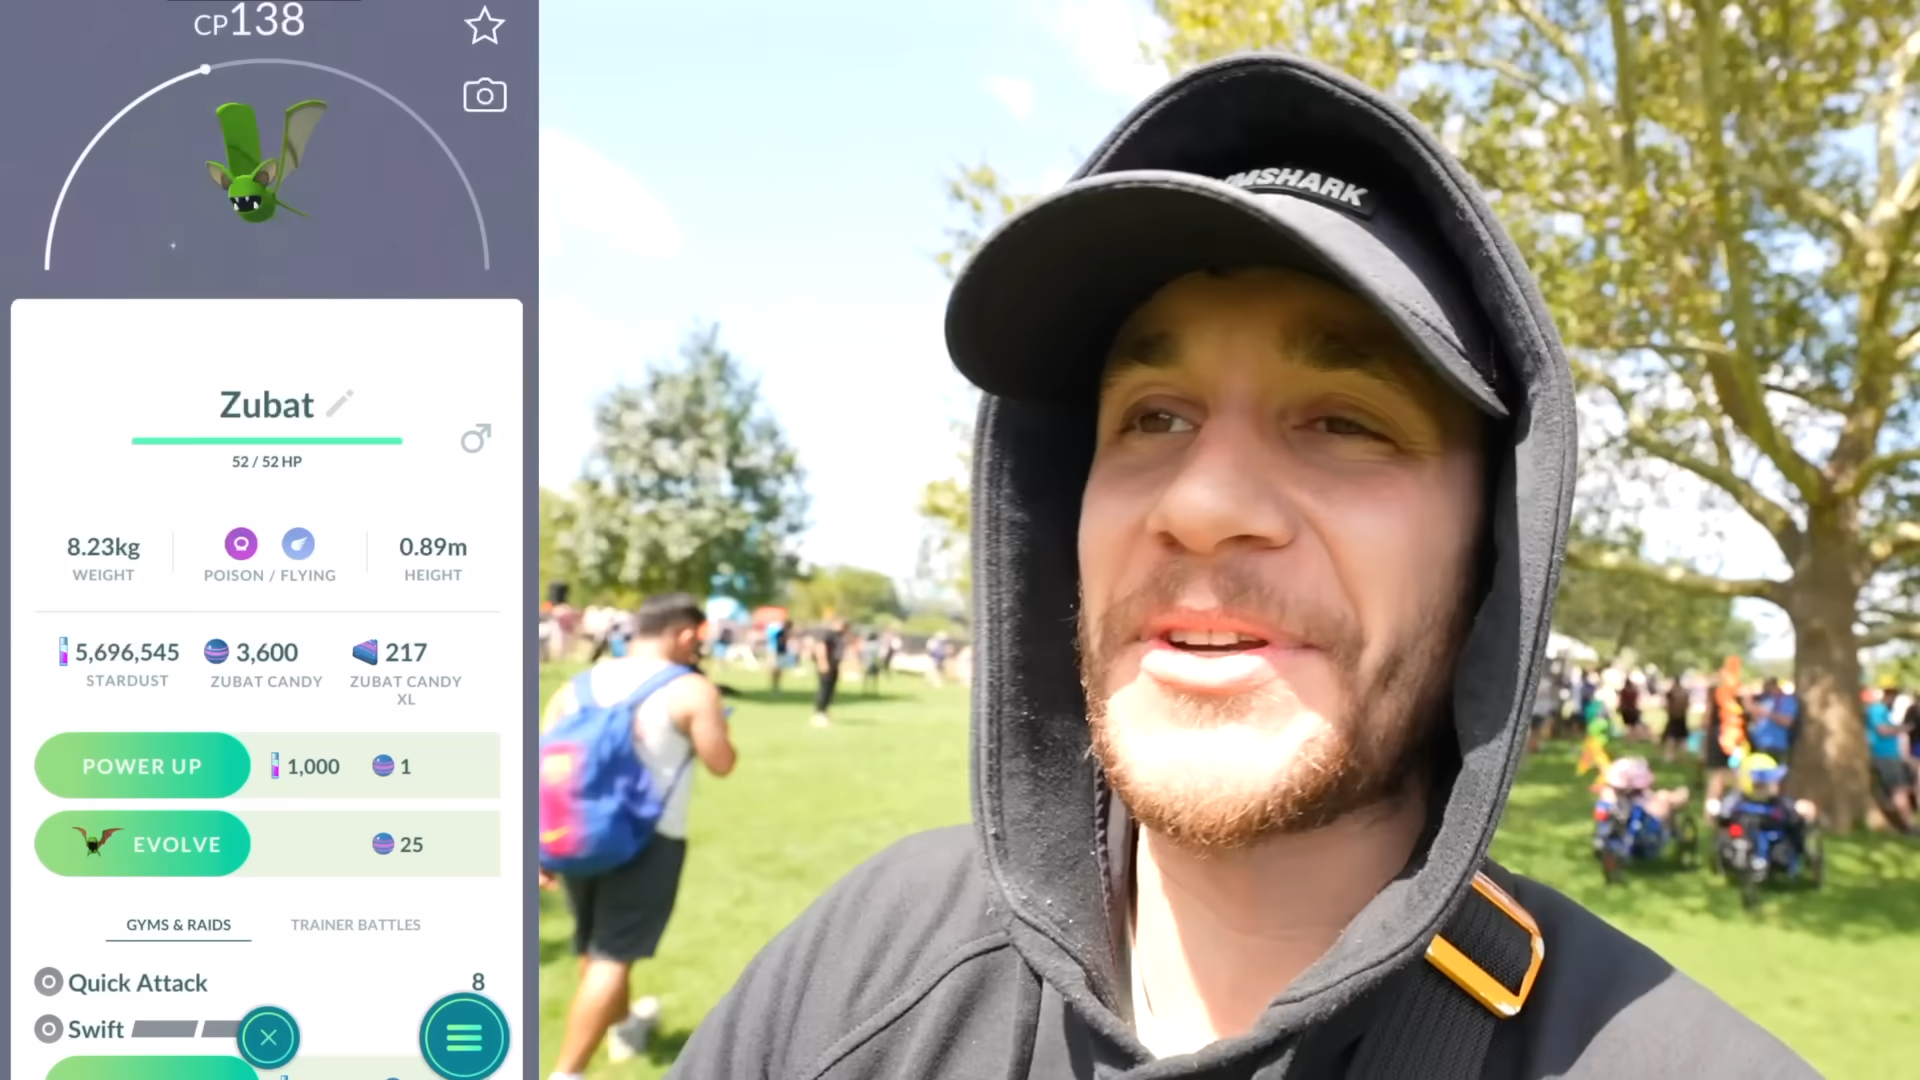 CP138
Zubat
52 / 52 HP
8.23kg
WEIGHT
POISON / FLYING
0.89m
HEIGHT
5,696,545
STARDUST
3,600
ZUBAT CANDY
217
ZUBAT CANDY
XL
POWER UP
1,000
1
EVOLVE
25
GYMS & RAIDS
TRAINER BATTLES
Quick Attack
8
Swift